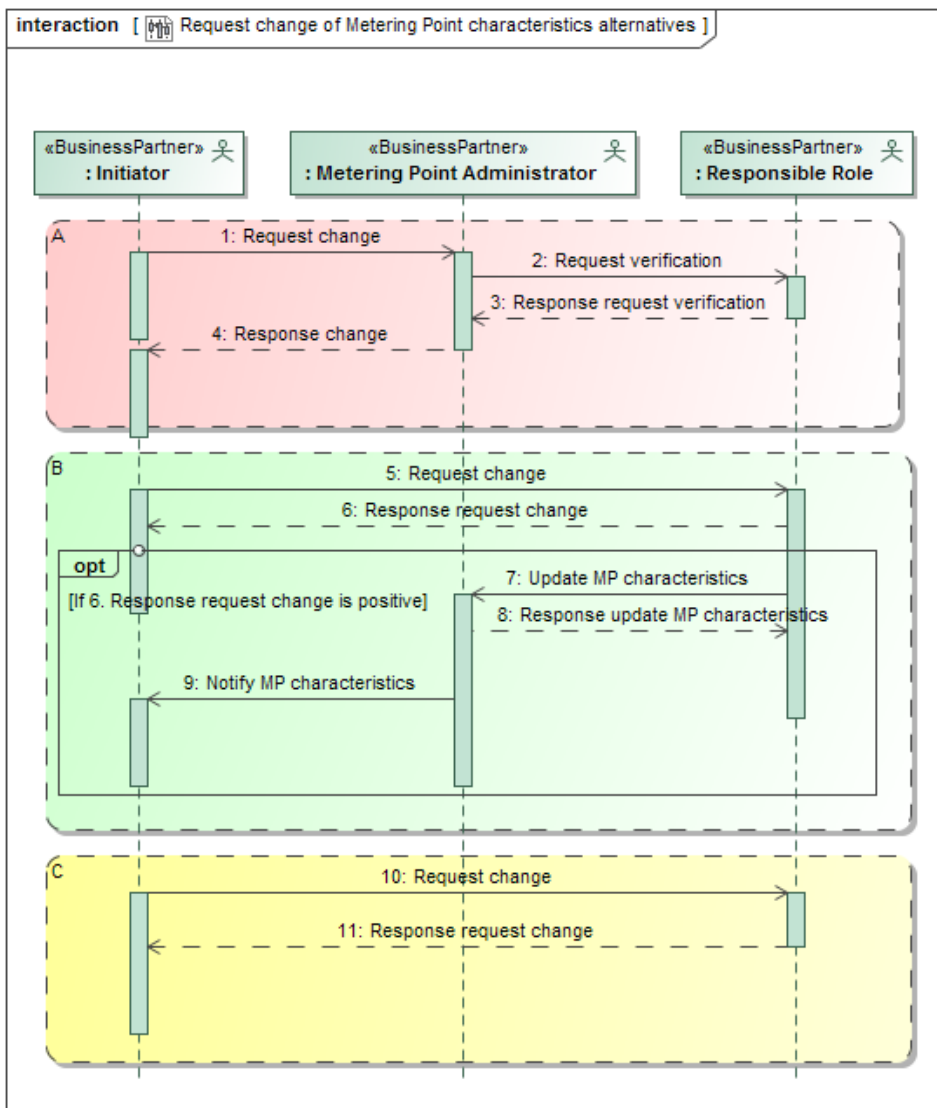 interaction [ Request change of Metering Point characteristics alternatives ]
«BusinessPartner»
: Initiator
«BusinessPartner»
: Metering Point Administrator
«BusinessPartner»
: Responsible Role
A
1: Request change
2: Request verification
3: Response request verification
4: Response change
B
5: Request change
6: Response request change
opt
7: Update MP characteristics
[If 6. Response request change is positive]
8: Response update MP characteristics
9: Notify MP characteristics
C
10: Request change
11: Response request change